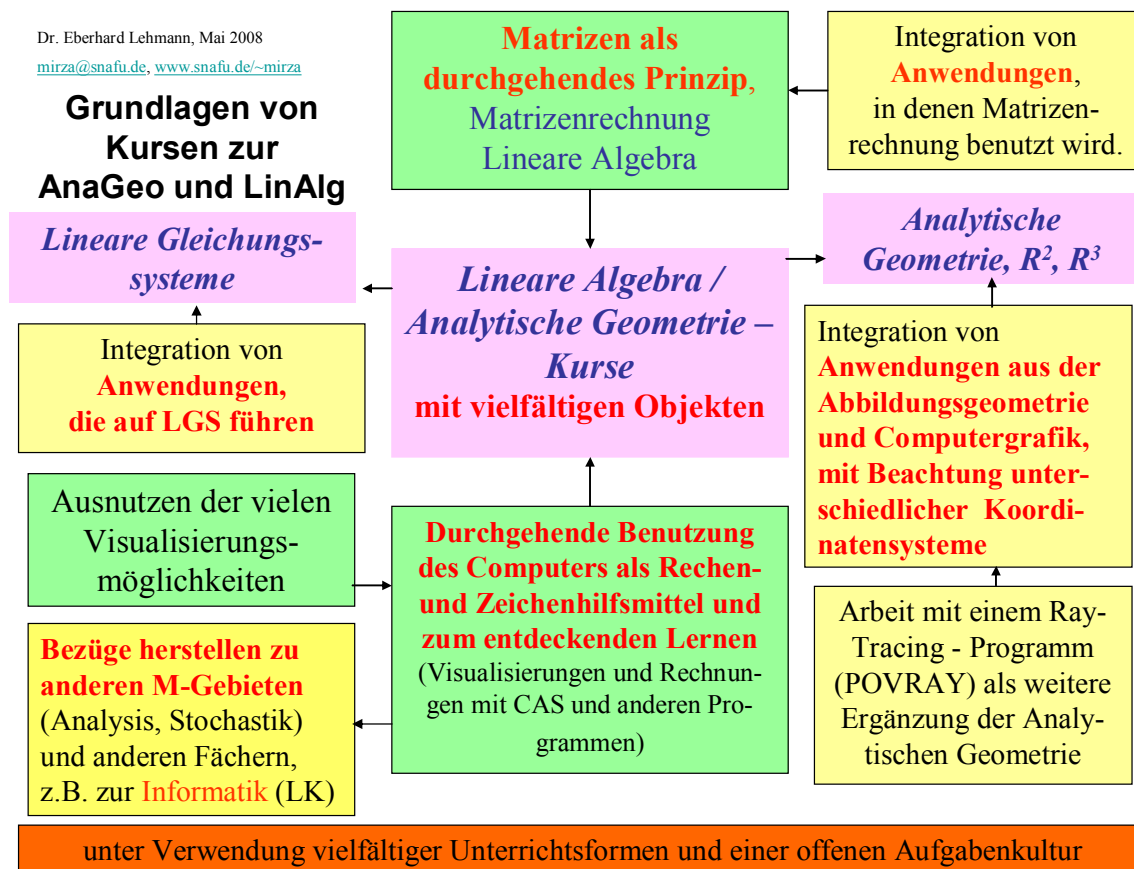 Dr. Eberhard Lehmann, Mai 2008
mirza@snafu.de, www.snafu.de/~mirza
Grundlagen von
Kursen zur
AnaGeo und LinAlg
Matrizen als
durchgehendes Prinzip,
Matrizenrechnung
Lineare Algebra
Integration von
Anwendungen,
in denen Matrizen-
rechnung benutzt wird.
Lineare Gleichungs-
systeme
Lineare Algebra /
Analytische Geometrie –
Kurse
mit vielfältigen Objekten
Analytische
Geometrie, R², R³
Integration von
Anwendungen,
die auf LGS führen
Integration von
Anwendungen aus der
Abbildungsgeometrie
und Computergrafik,
mit Beachtung unter-
schiedlicher Koordi-
natensysteme
Ausnutzen der vielen
Visualisierungs-
möglichkeiten
Durchgehende Benutzung
des Computers als Rechen-
und Zeichenhilfsmittel und
zum entdeckenden Lernen
(Visualisierungen und Rechnun-
gen mit CAS und anderen Pro-
grammen)
Arbeit mit einem Ray-
Tracing - Programm
(POVRAY) als weitere
Ergänzung der Analy-
tischen Geometrie
Bezüge herstellen zu
anderen M-Gebieten
(Analysis, Stochastik)
und anderen Fächern,
z.B. zur Informatik (LK)
unter Verwendung vielfältiger Unterrichtsformen und einer offenen Aufgabenkultur